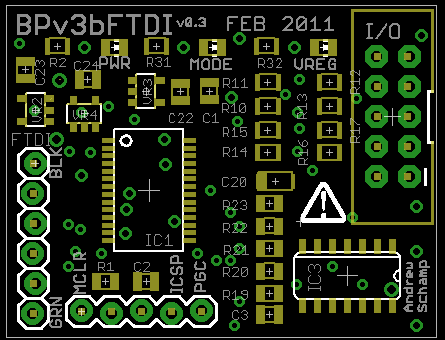 BPv3bFTDI v0.3 FEB 2011
I/O
C23
R2
C24
PWR
R31
MODE
R32
VREG
VR3
C22
C1
R11
R10
R15
R14
R13
R16
R12
R17
VR2
VR4
FTDI
BLK
IC1
C20
R23
R22
R21
R20
R19
C3
MCLR
R1
C2
ICSP
PGC
GRN
IC3
Andrew
Schamp